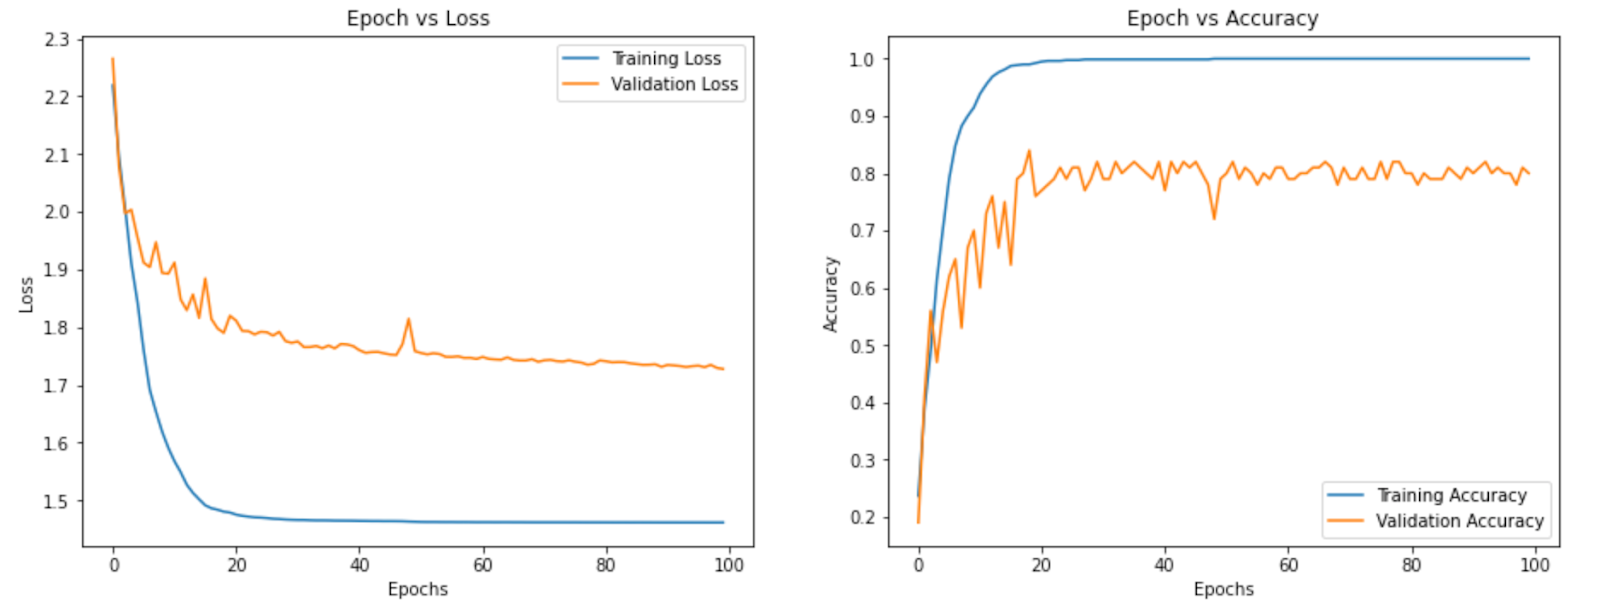 Epoch vs Loss
2.3
2.2
2.1
2.0
1.9
1.8
1.7
1.6
1.5
Loss
Training Loss
Validation Loss
0 20 40 60 80 100
Epochs
Epoch vs Accuracy
1.0
0.9
0.8
0.7
0.6
0.5
0.4
0.3
0.2
Accuracy
Training Accuracy
Validation Accuracy
0 20 40 60 80 100
Epochs